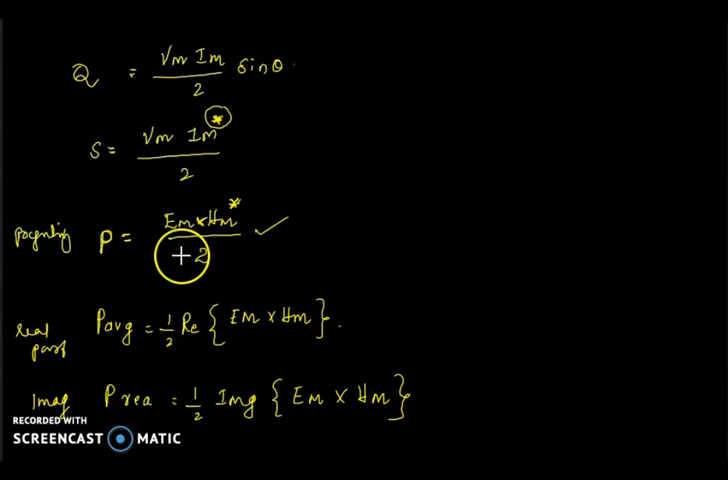 Q = Vm Im / 2 sinθ
S = Vm Im* / 2
poynting P = Em × Hm* / 2 ✓
real part Pavg = 1/2 Re { Em × Hm }.
Imag Prea = 1/2 Img { Em × Hm }
RECORDED WITH
SCREENCAST MATIC